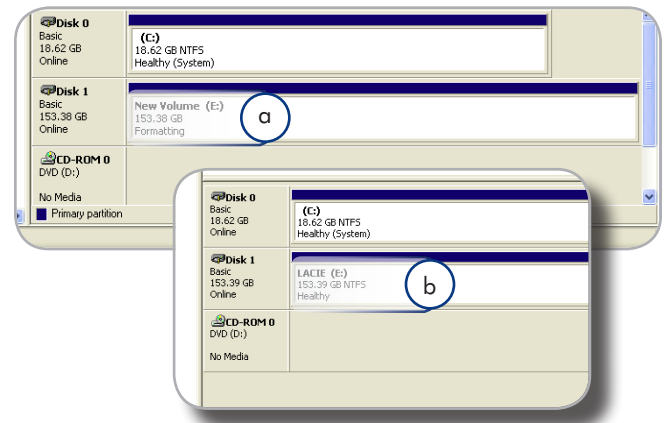 Disk 0
Basic
18.62 GB
Online
(C:)
18.62 GB NTFS
Healthy (System)
Disk 1
Basic
153.38 GB
Online
New Volume (E:)
153.38 GB
Formatting
a
CD-ROM 0
DVD (D:)
No Media
Primary partition
Disk 0
Basic
18.62 GB
Online
(C:)
18.62 GB NTFS
Healthy (System)
Disk 1
Basic
153.39 GB
Online
LACIE (E:)
153.39 GB NTFS
Healthy
b
CD-ROM 0
DVD (D:)
No Media